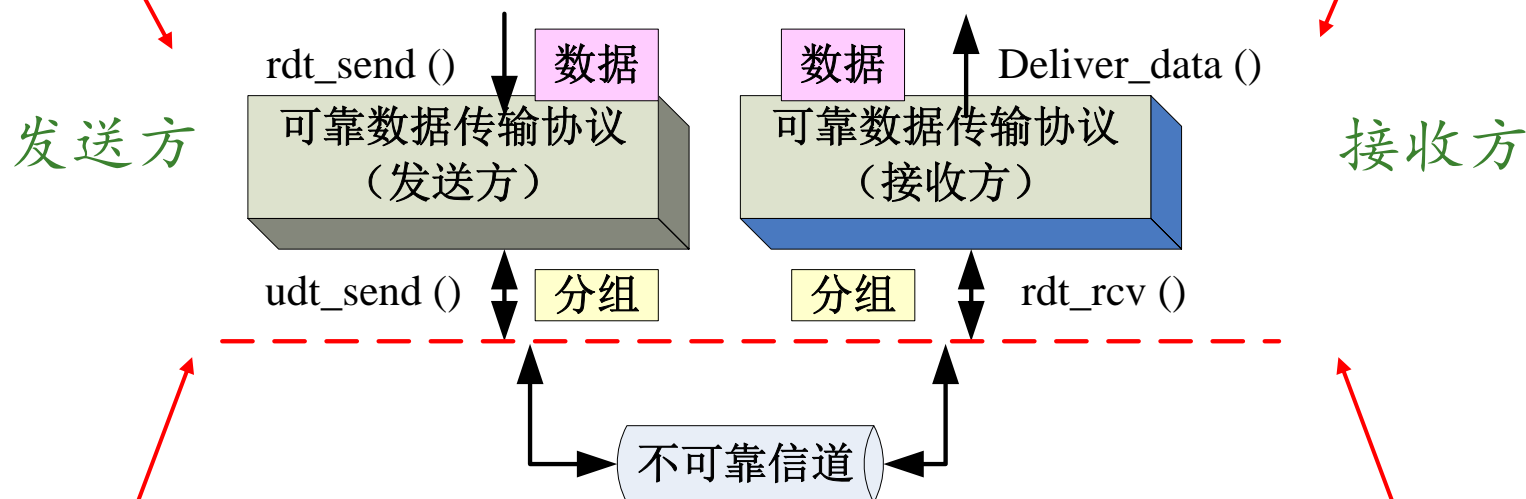 rdt_send ()
数据
数据
Deliver_data ()
发送方
可靠数据传输协议
（发送方）
可靠数据传输协议
（接收方）
接收方
udt_send ()
分组
分组
rdt_rcv ()
不可靠信道